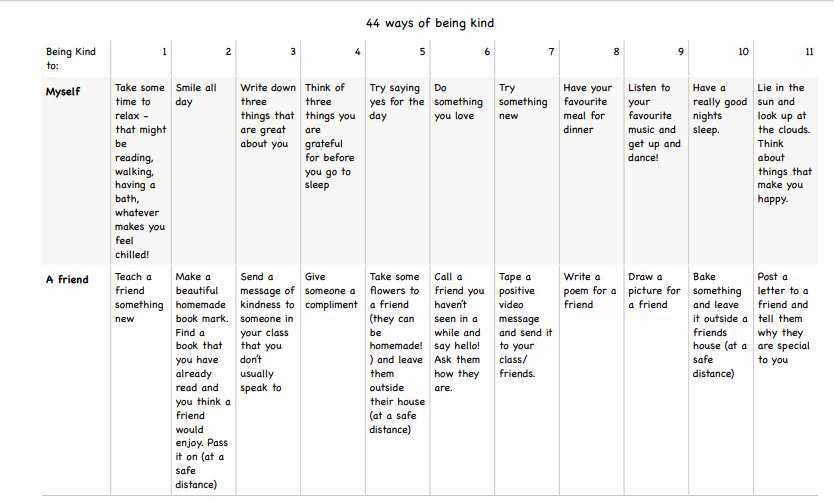 44 ways of being kind
Being Kind to: 1 2 3 4 5 6 7 8 9 10 11
Myself
Take some
time to
relax –
that might
be
reading,
walking,
having a
bath,
whatever
makes you
feel
chilled!
Smile all
day
Write down
three
things that
are great
about you
Think of
three
things you
are
grateful
for before
you go to
sleep
Try saying
yes for the
day
Do
something
you love
Try
something
new
Have your
favourite
meal for
dinner
Listen to
your
favourite
music and
get up and
dance!
Have a
really good
nights
sleep.
Lie in the
sun and
look up at
the clouds.
Think
about
things that
make you
happy.
A friend
Teach a
friend
something
new
Make a
beautiful
homemade
book mark.
Find a
book that
you have
already
read and
you think a
friend
would
enjoy. Pass
it on (at a
safe
distance)
Send a
message of
kindness to
someone in
your class
that you
don't
usually
speak to
Give
someone a
compliment
Take some
flowers to
a friend
(they can
be
homemade!
) and leave
them
outside
their house
(at a safe
distance)
Call a
friend you
haven't
seen in a
while and
say hello!
Ask them
how they
are.
Tape a
positive
video
message
and send it
to your
class/
friends.
Write a
poem for a
friend
Draw a
picture for
a friend
Bake
something
and leave
it outside a
friends
house (at a
safe
distance)
Post a
letter to a
friend and
tell them
why they
are special
to you